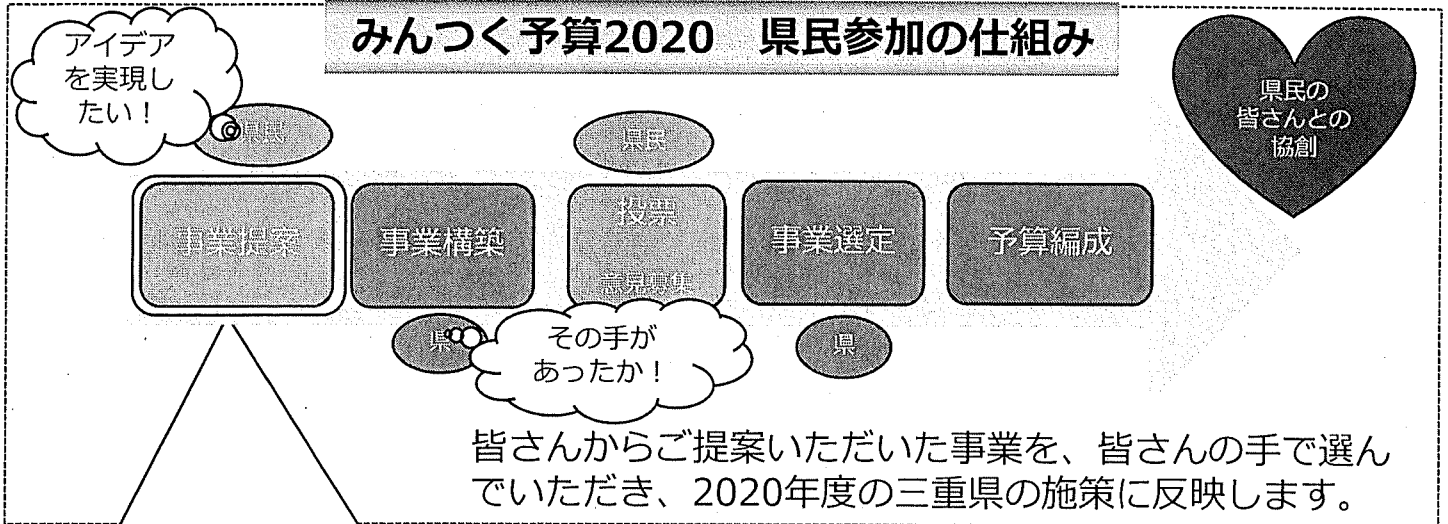 みんつく予算2020 県民参加の仕組み
アイデア
を実現し
たい！
県民
県民
県民の
皆さんとの
協創
事業提案
事業構築
投票
意見募集
事業選定
予算編成
県
その手が
あったか！
県
皆さんからご提案いただいた事業を、皆さんの手で選ん
でいただき、2020年度の三重県の施策に反映します。